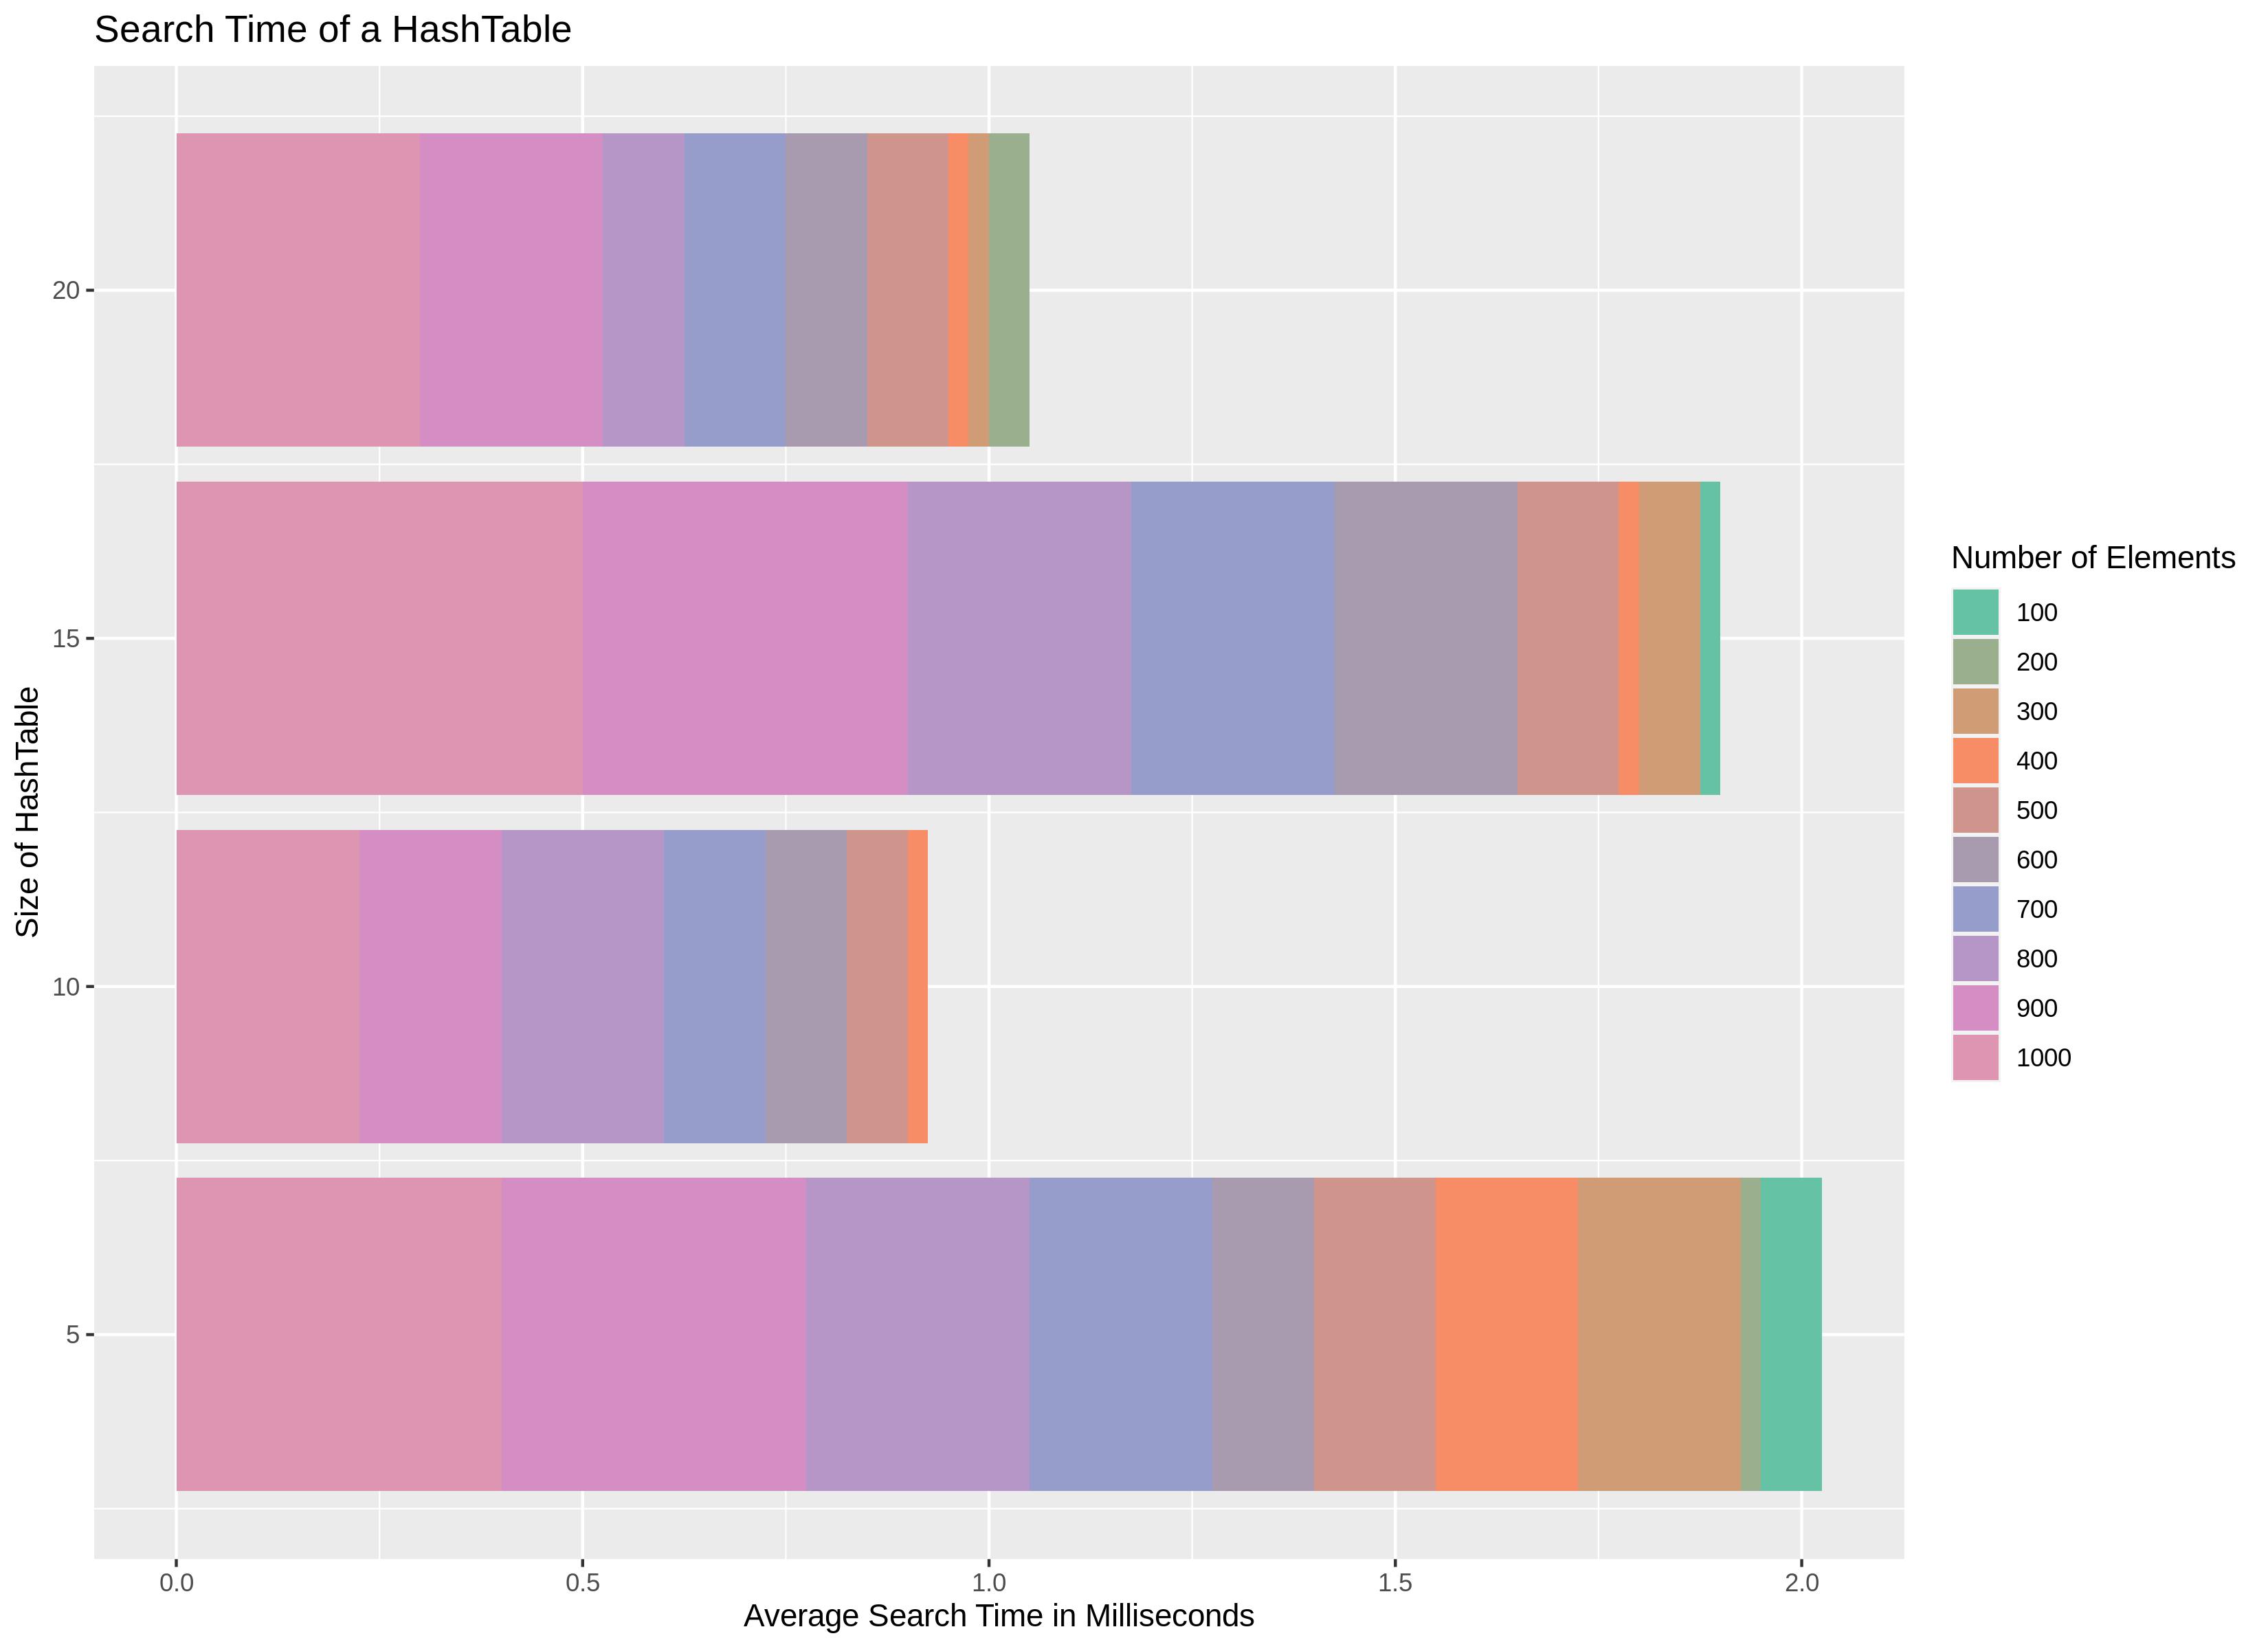 Search Time of a HashTable
20
15
10
5
Size of HashTable
0.0 0.5 1.0 1.5 2.0
Average Search Time in Milliseconds
Number of Elements
100
200
300
400
500
600
700
800
900
1000